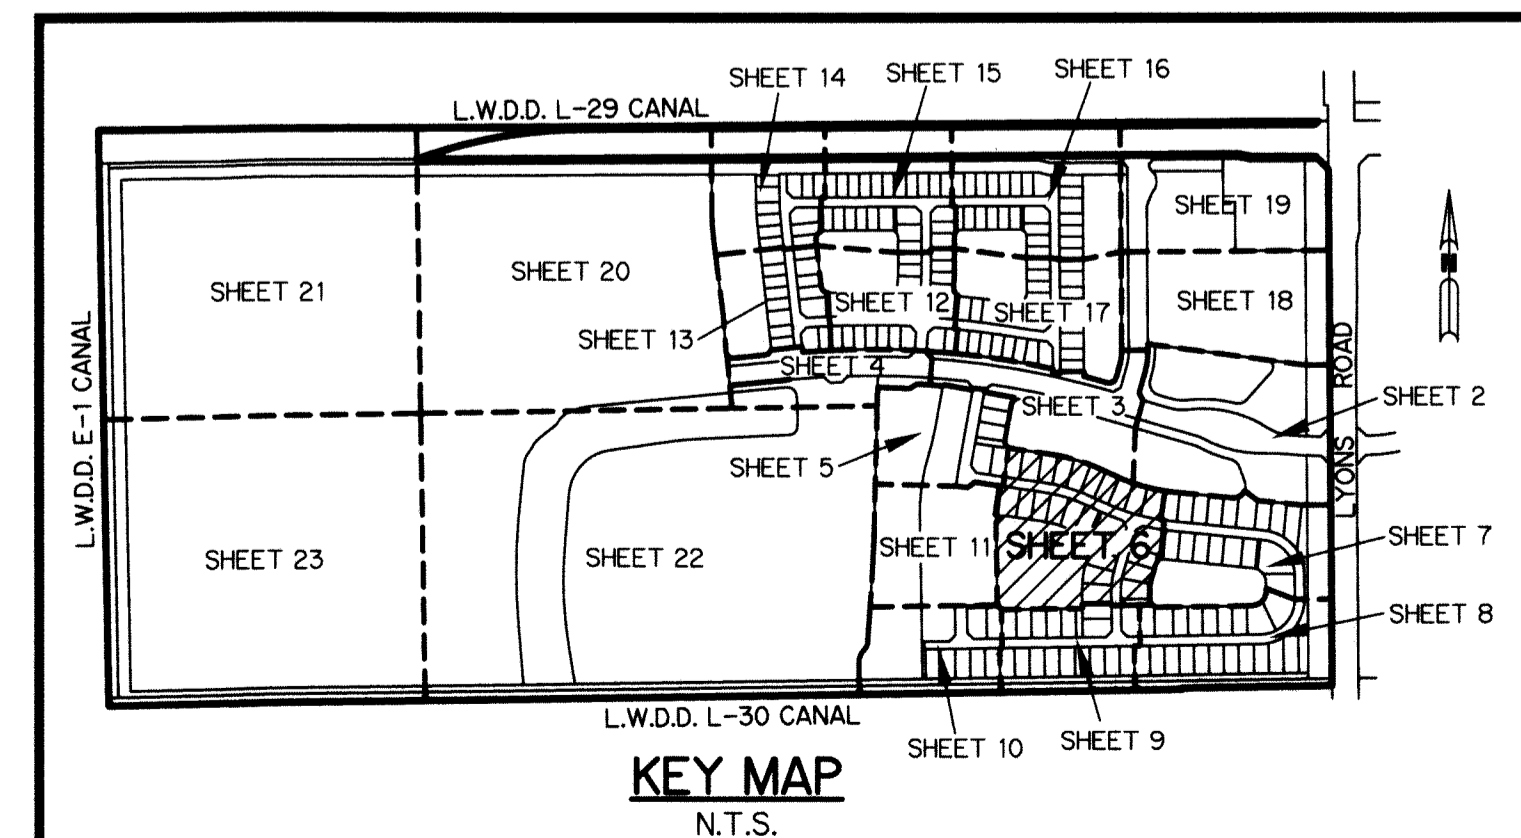 SHEET 14
SHEET 15
SHEET 16
L.W.D.D. L-29 CANAL
SHEET 19
SHEET 20
SHEET 21
SHEET 12
SHEET 17
SHEET 18
N
SHEET 13
SHEET 4
L.W.D.D. E-1 CANAL
LYONS ROAD
SHEET 3
SHEET 2
SHEET 5
SHEET 23
SHEET 22
SHEET 11
SHEET 6
SHEET 7
SHEET 8
L.W.D.D. L-30 CANAL
SHEET 10
SHEET 9
KEY MAP
N.T.S.